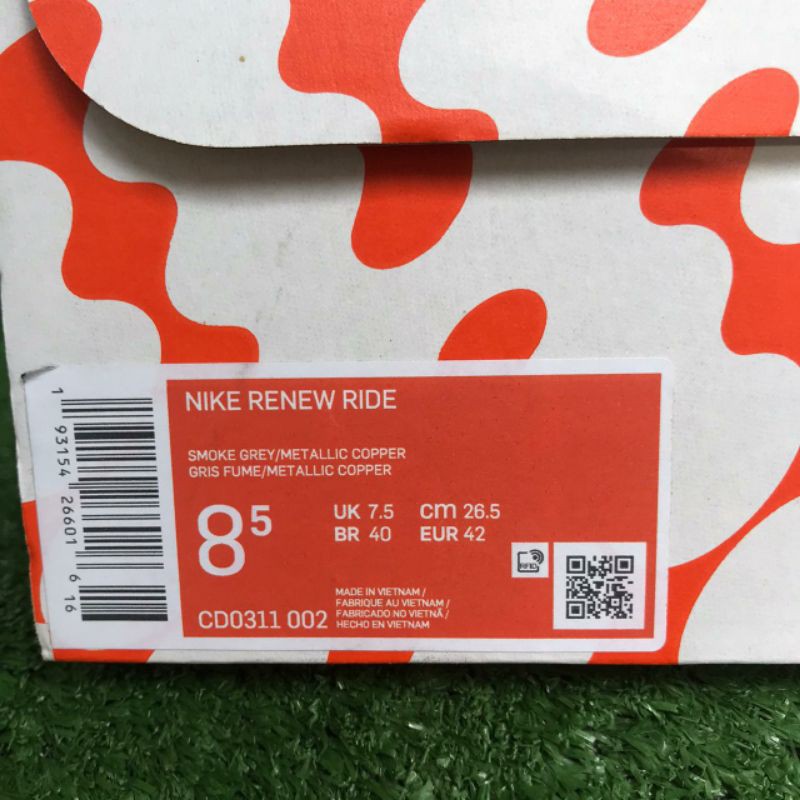 NIKE RENEW RIDE
SMOKE GREY/METALLIC COPPER
GRIS FUME/METALLIC COPPER
8 5
UK 7.5 cm 26.5
BR 40 EUR 42
RFID
CD0311 002
MADE IN VIETNAM /
FABRIQUE AU VIETNAM /
FABRICADO NO VIETNÃ /
HECHO EN VIETNAM
1 93154 26601 6 16